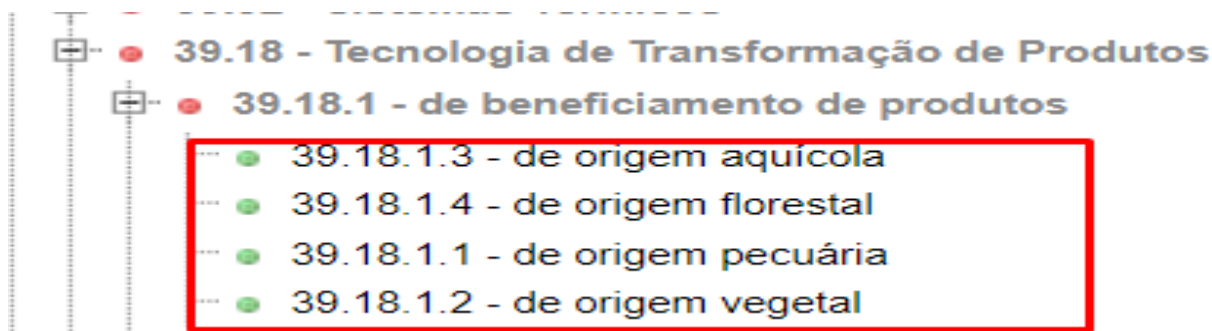 39.18 - Tecnologia de Transformação de Produtos
39.18.1 - de beneficiamento de produtos
39.18.1.3 - de origem aquícola
39.18.1.4 - de origem florestal
39.18.1.1 - de origem pecuária
39.18.1.2 - de origem vegetal